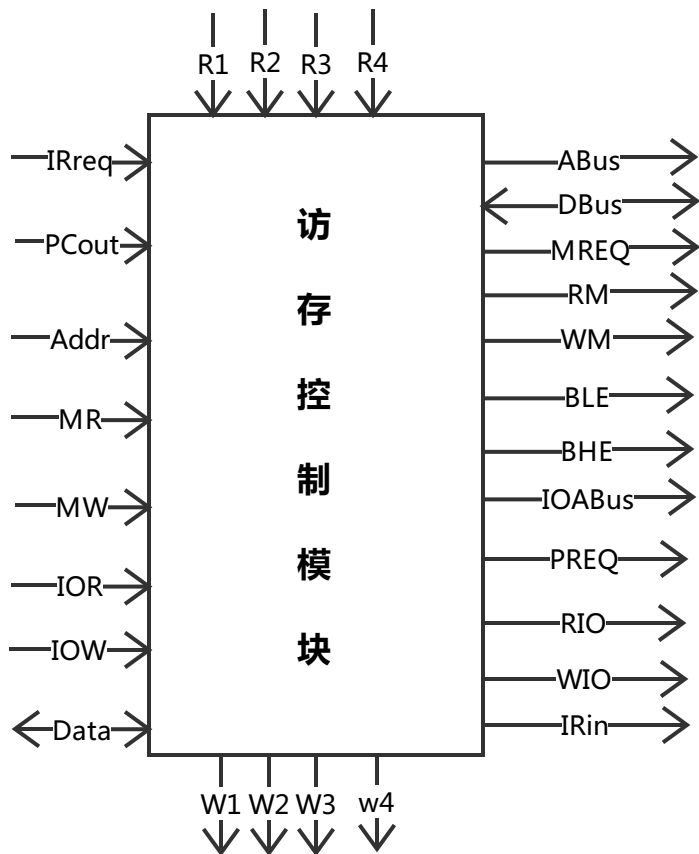 R1 R2 R3 R4
IRreq
PCout
Addr
MR
MW
IOR
IOW
Data
访
存
控
制
模
块
ABus
DBus
MREQ
RM
WM
BLE
BHE
IOABus
PREQ
RIO
WIO
IRin
W1 W2 W3 w4